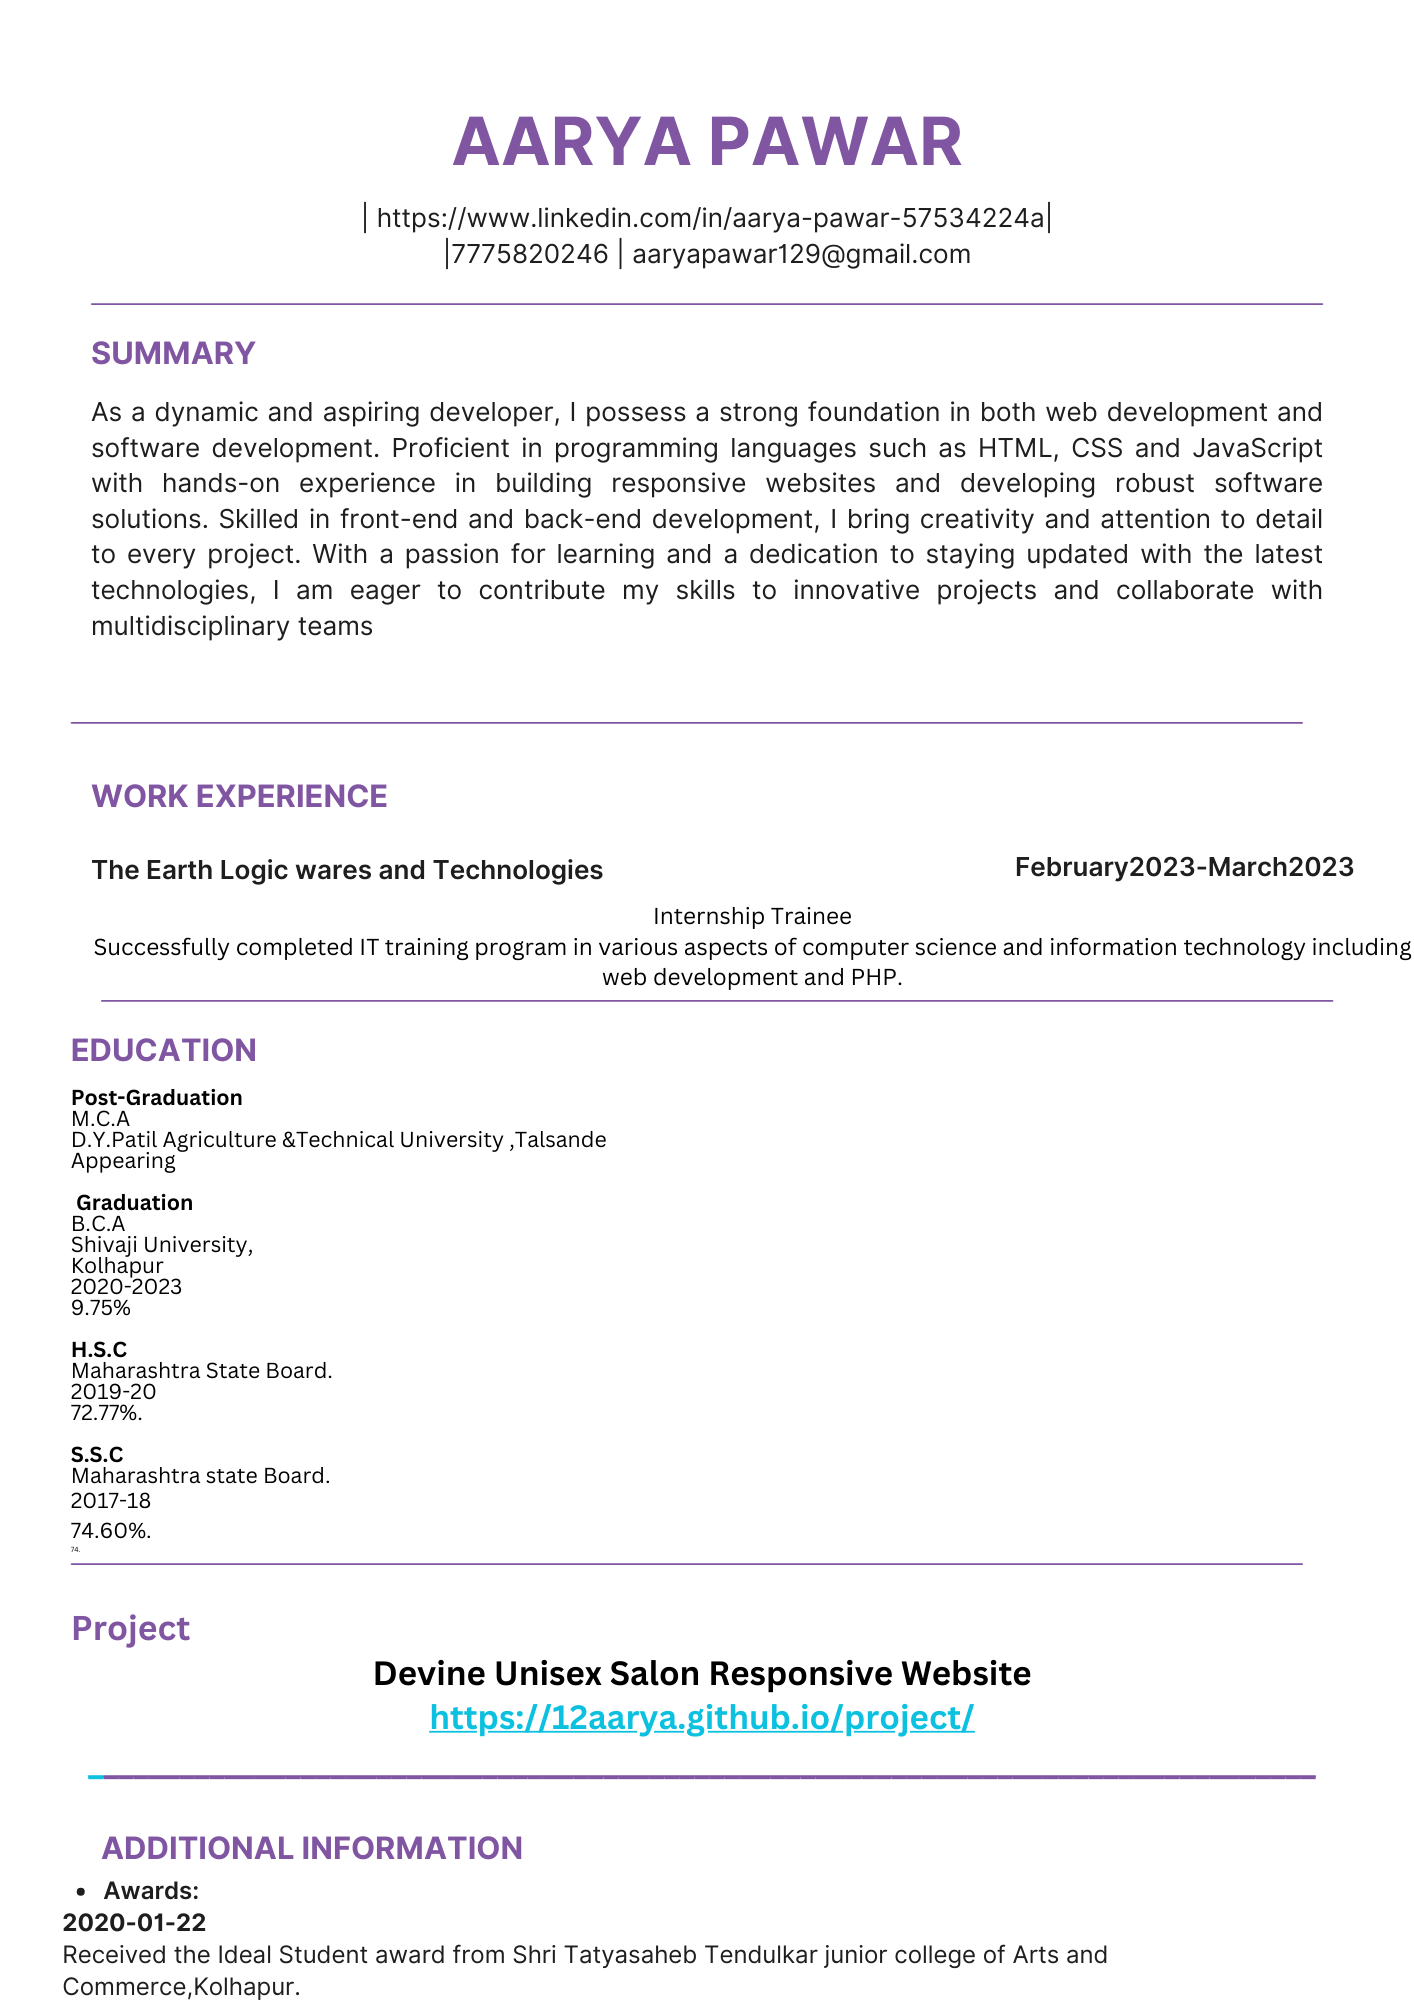 AARYA PAWAR
| https://www.linkedin.com/in/aarya-pawar-57534224a|
|7775820246 | aaryapawar129@gmail.com
SUMMARY
As a dynamic and aspiring developer, I possess a strong foundation in both web development and
software development. Proficient in programming languages such as HTML, CSS and JavaScript
with hands-on experience in building responsive websites and developing robust software
solutions. Skilled in front-end and back-end development, I bring creativity and attention to detail
to every project. With a passion for learning and a dedication to staying updated with the latest
technologies, I am eager to contribute my skills to innovative projects and collaborate with
multidisciplinary teams
WORK EXPERIENCE
The Earth Logic wares and Technologies February2023-March2023
Internship Trainee
Successfully completed IT training program in various aspects of computer science and information technology including
web development and PHP.
EDUCATION
Post-Graduation
M.C.A
D.Y.Patil Agriculture &Technical University ,Talsande
Appearing
Graduation
B.C.A
Shivaji University,
Kolhapur
2020-2023
9.75%
H.S.C
Maharashtra State Board.
2019-20
72.77%.
S.S.C
Maharashtra state Board.
2017-18
74.60%.
74.
Project
Devine Unisex Salon Responsive Website
https://12aarya.github.io/project/
ADDITIONAL INFORMATION
• Awards:
2020-01-22
Received the Ideal Student award from Shri Tatyasaheb Tendulkar junior college of Arts and
Commerce,Kolhapur.